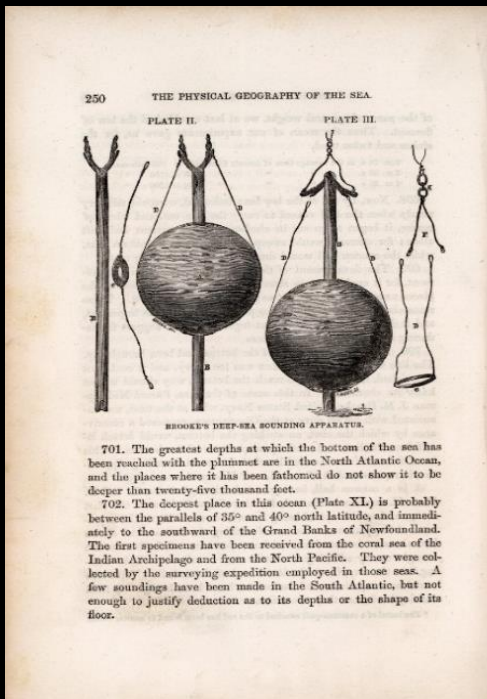 250 THE PHYSICAL GEOGRAPHY OF THE SEA.
PLATE II. PLATE III.
BROOKE'S DEEP-SEA SOUNDING APPARATUS.
701. The greatest depths at which the bottom of the sea has
been reached with the plummet are in the North Atlantic Ocean,
and the places where it has been fathomed do not show it to be
deeper than twenty-five thousand feet.
702. The deepest place in this ocean (Plate XI.) is probably
between the parallels of 35° and 40° north latitude, and immedi-
ately to the southward of the Grand Banks of Newfoundland.
The first specimens have been received from the coral sea of the
Indian Archipelago and from the North Pacific. They were col-
lected by the surveying expedition employed in those seas. A
few soundings have been made in the South Atlantic, but not
enough to justify deduction as to its depths or the shape of its
floor.